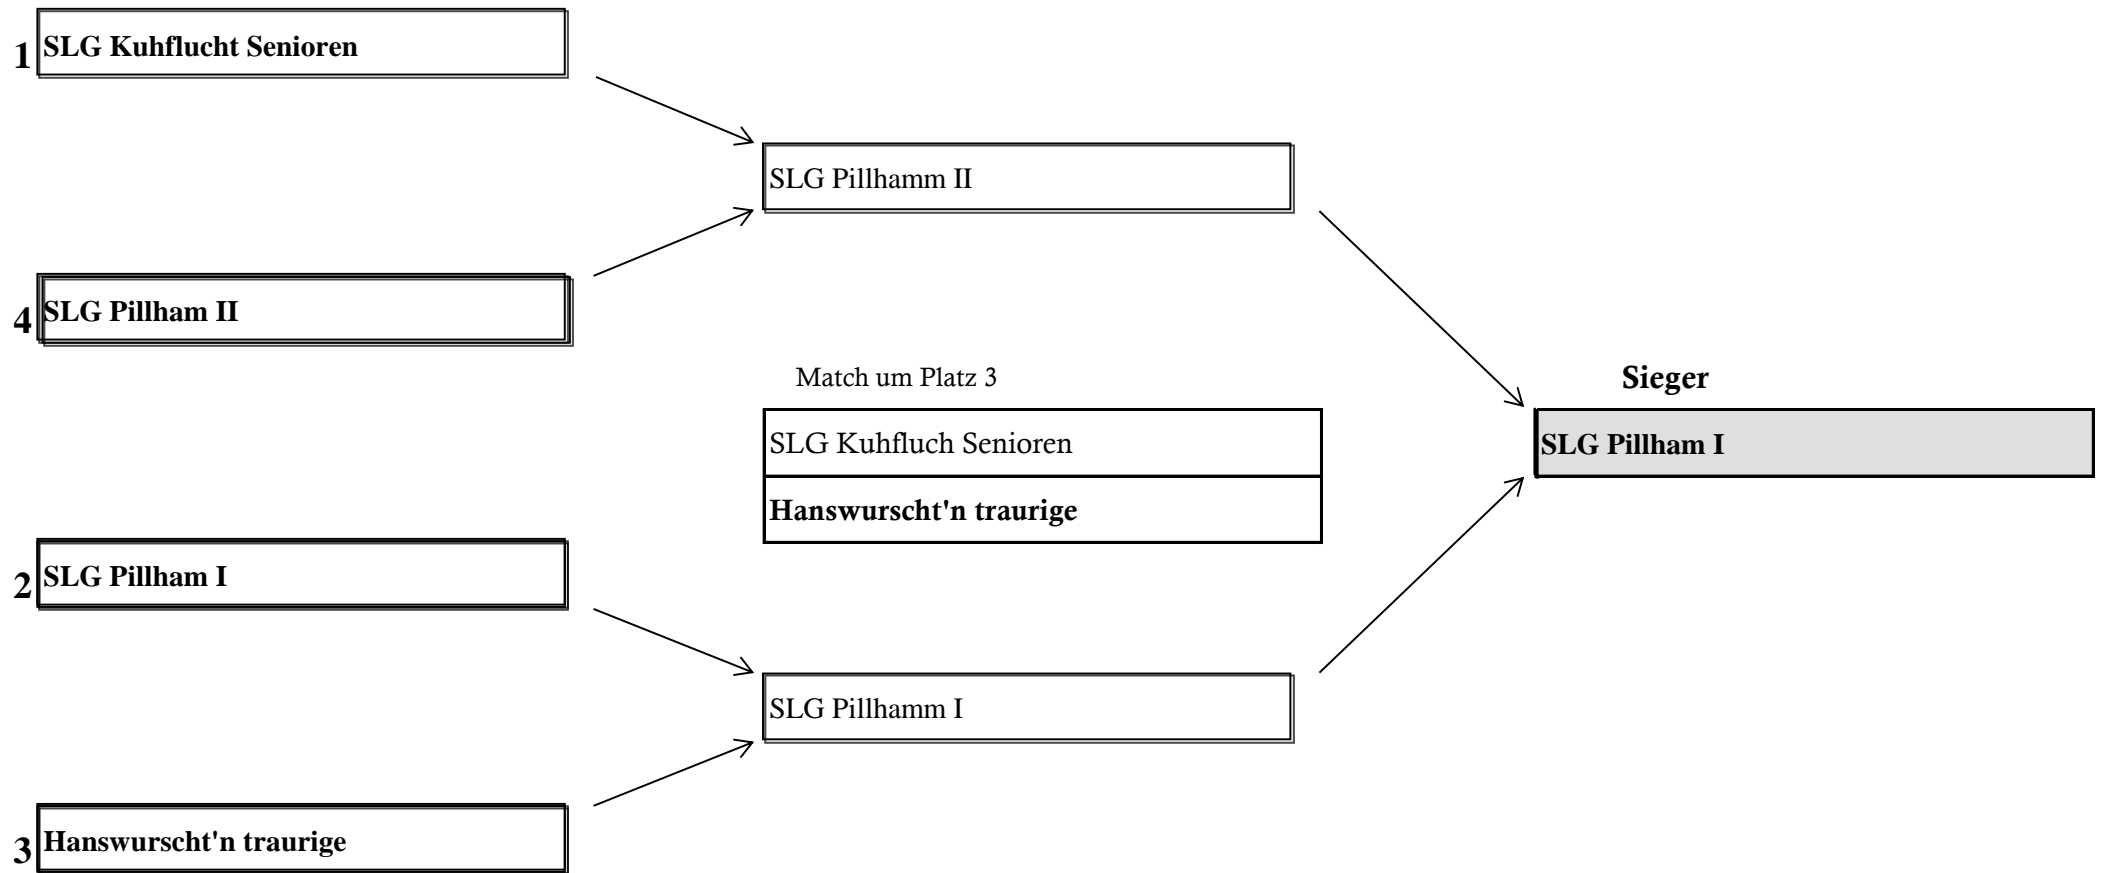 1 SLG Kuhflucht Senioren
SLG Pillhamm II
4 SLG Pillham II
Match um Platz 3
Sieger
SLG Kuhfluch Senioren
SLG Pillham I
Hanswurscht'n traurige
2 SLG Pillham I
SLG Pillhamm I
3 Hanswurscht'n traurige